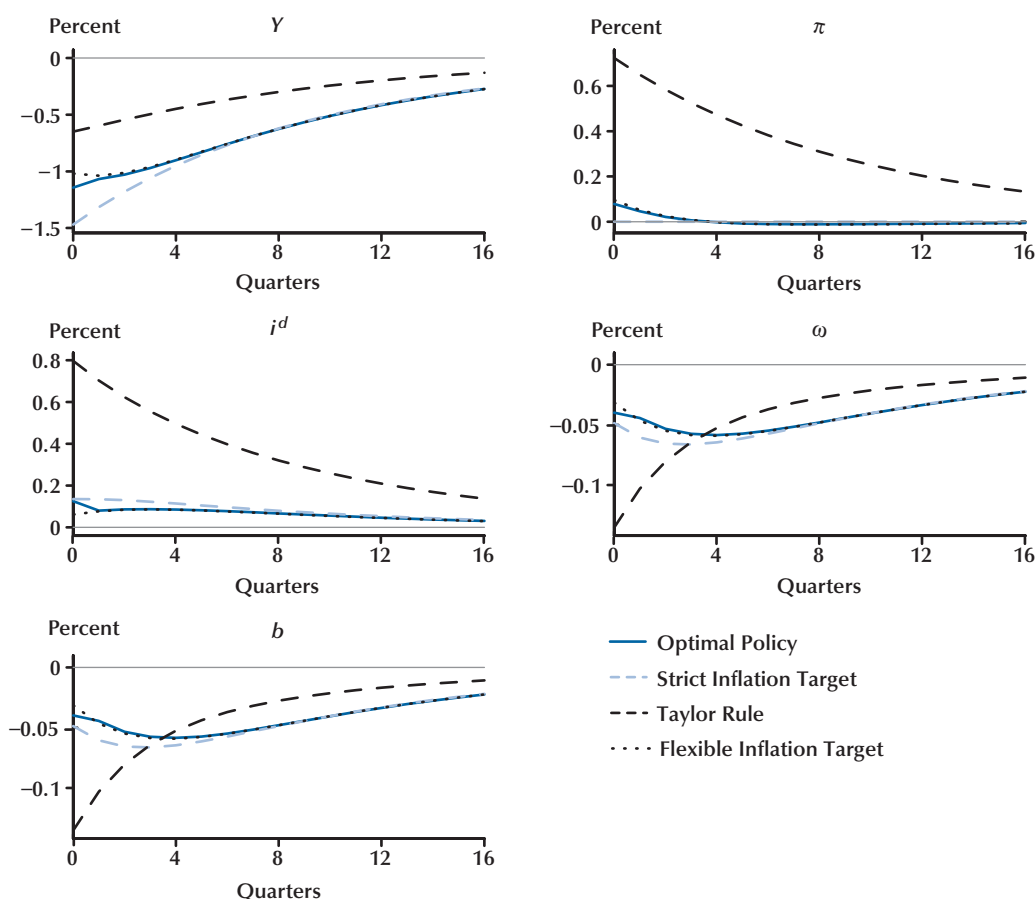 Percent
Y
0
−0.5
−1
−1.5
0 4 8 12 16
Quarters
Percent
π
0.6
0.4
0.2
0
0 4 8 12 16
Quarters
Percent
i^d
0.8
0.6
0.4
0.2
0
0 4 8 12 16
Quarters
Percent
ω
0
−0.05
−0.1
0 4 8 12 16
Quarters
Percent
b
0
−0.05
−0.1
0 4 8 12 16
Quarters
Optimal Policy
Strict Inflation Target
Taylor Rule
Flexible Inflation Target